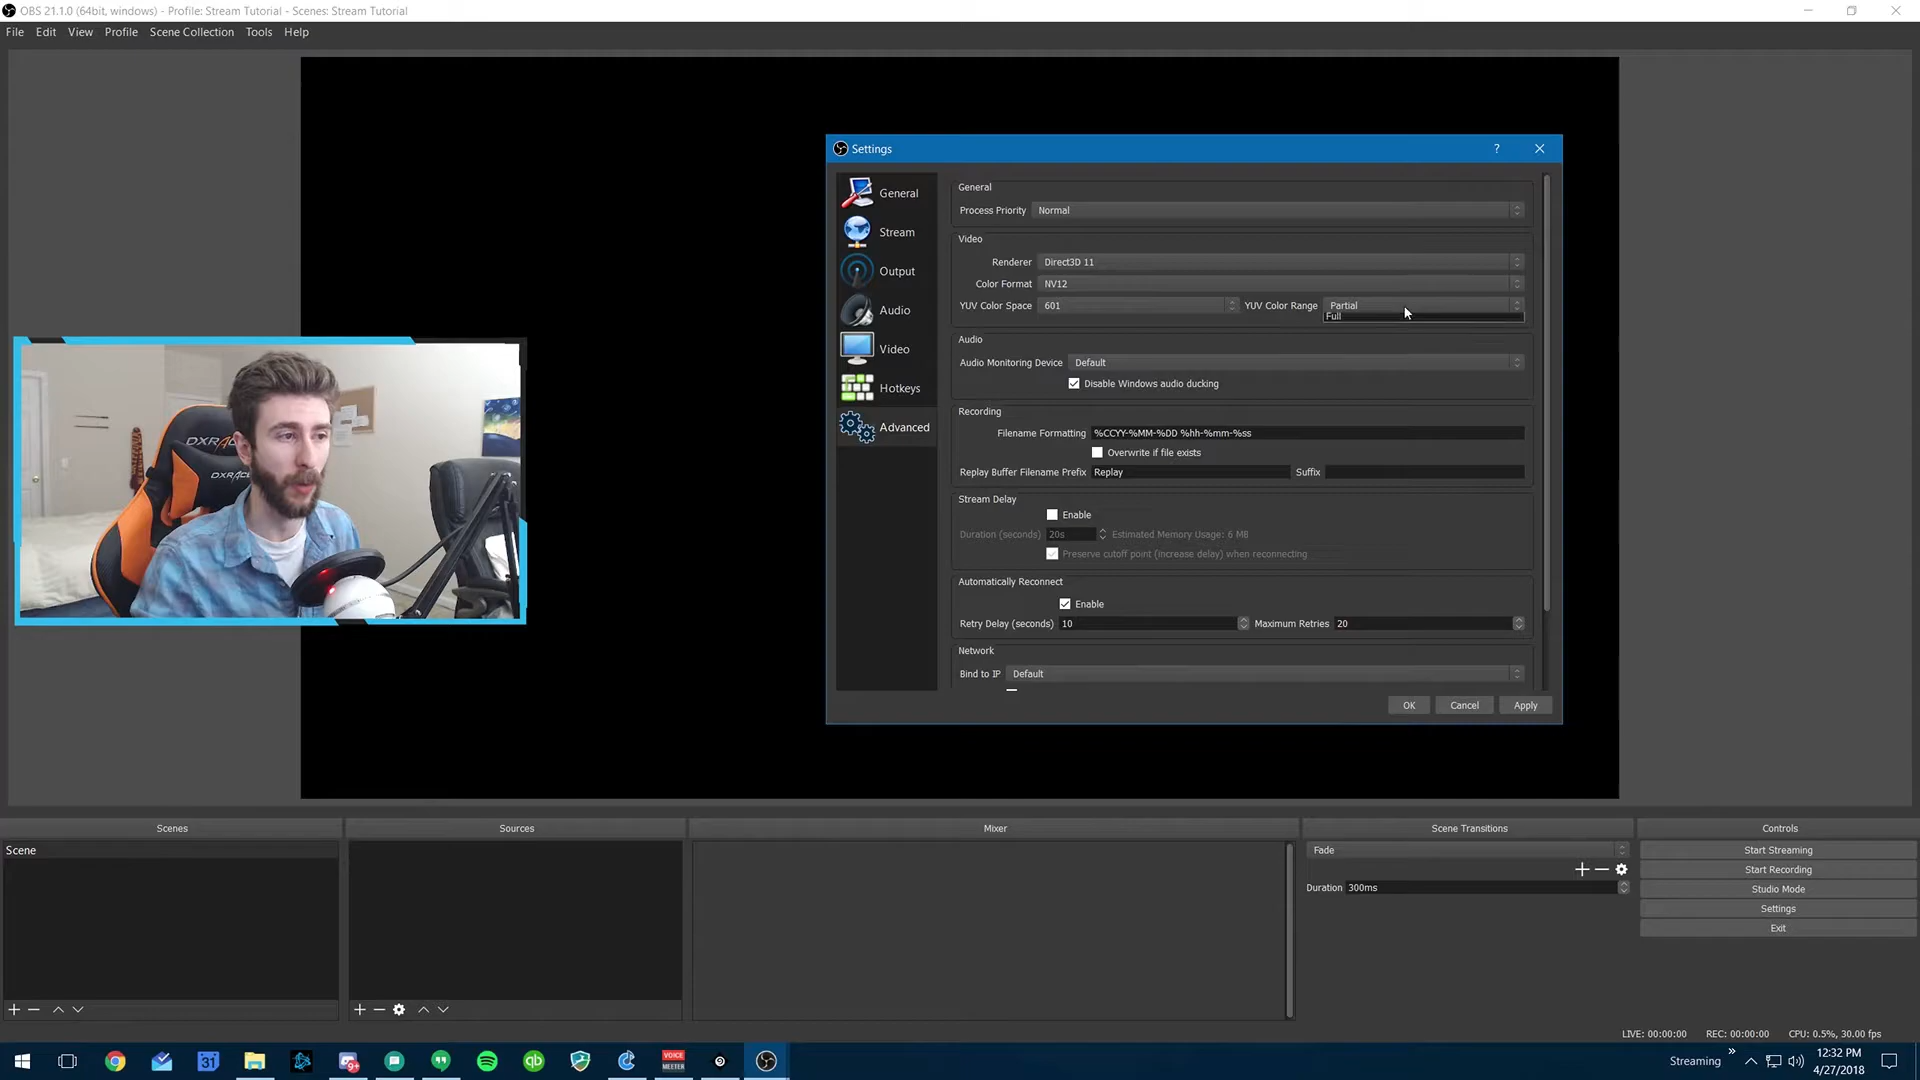 OBS 21.1.0 (64bit, windows) - Profile: Stream Tutorial - Scenes: Stream Tutorial
File Edit View Profile Scene Collection Tools Help
Settings ?
General
Stream
Output
Audio
Video
Hotkeys
Advanced
General
Process Priority Normal
Video
Renderer Direct3D 11
Color Format NV12
YUV Color Space 601 YUV Color Range Partial
Full
Audio
Audio Monitoring Device Default
Disable Windows audio ducking
Recording
Filename Formatting %CCYY-%MM-%DD %hh-%mm-%ss
Overwrite if file exists
Replay Buffer Filename Prefix Replay Suffix
Stream Delay
Enable
Duration (seconds) 20s Estimated Memory Usage: 6 MB
Preserve cutoff point (increase delay) when reconnecting
Automatically Reconnect
Enable
Retry Delay (seconds) 10 Maximum Retries 20
Network
Bind to IP Default
OK Cancel Apply
Scenes Sources Mixer Scene Transitions Controls
Scene
Fade
Duration 300ms
Start Streaming
Start Recording
Studio Mode
Settings
Exit
LIVE: 00:00:00 REC: 00:00:00 CPU: 0.5%, 30.00 fps
31
9+
qb
VOICE
MEETER
Streaming
12:32 PM
4/27/2018